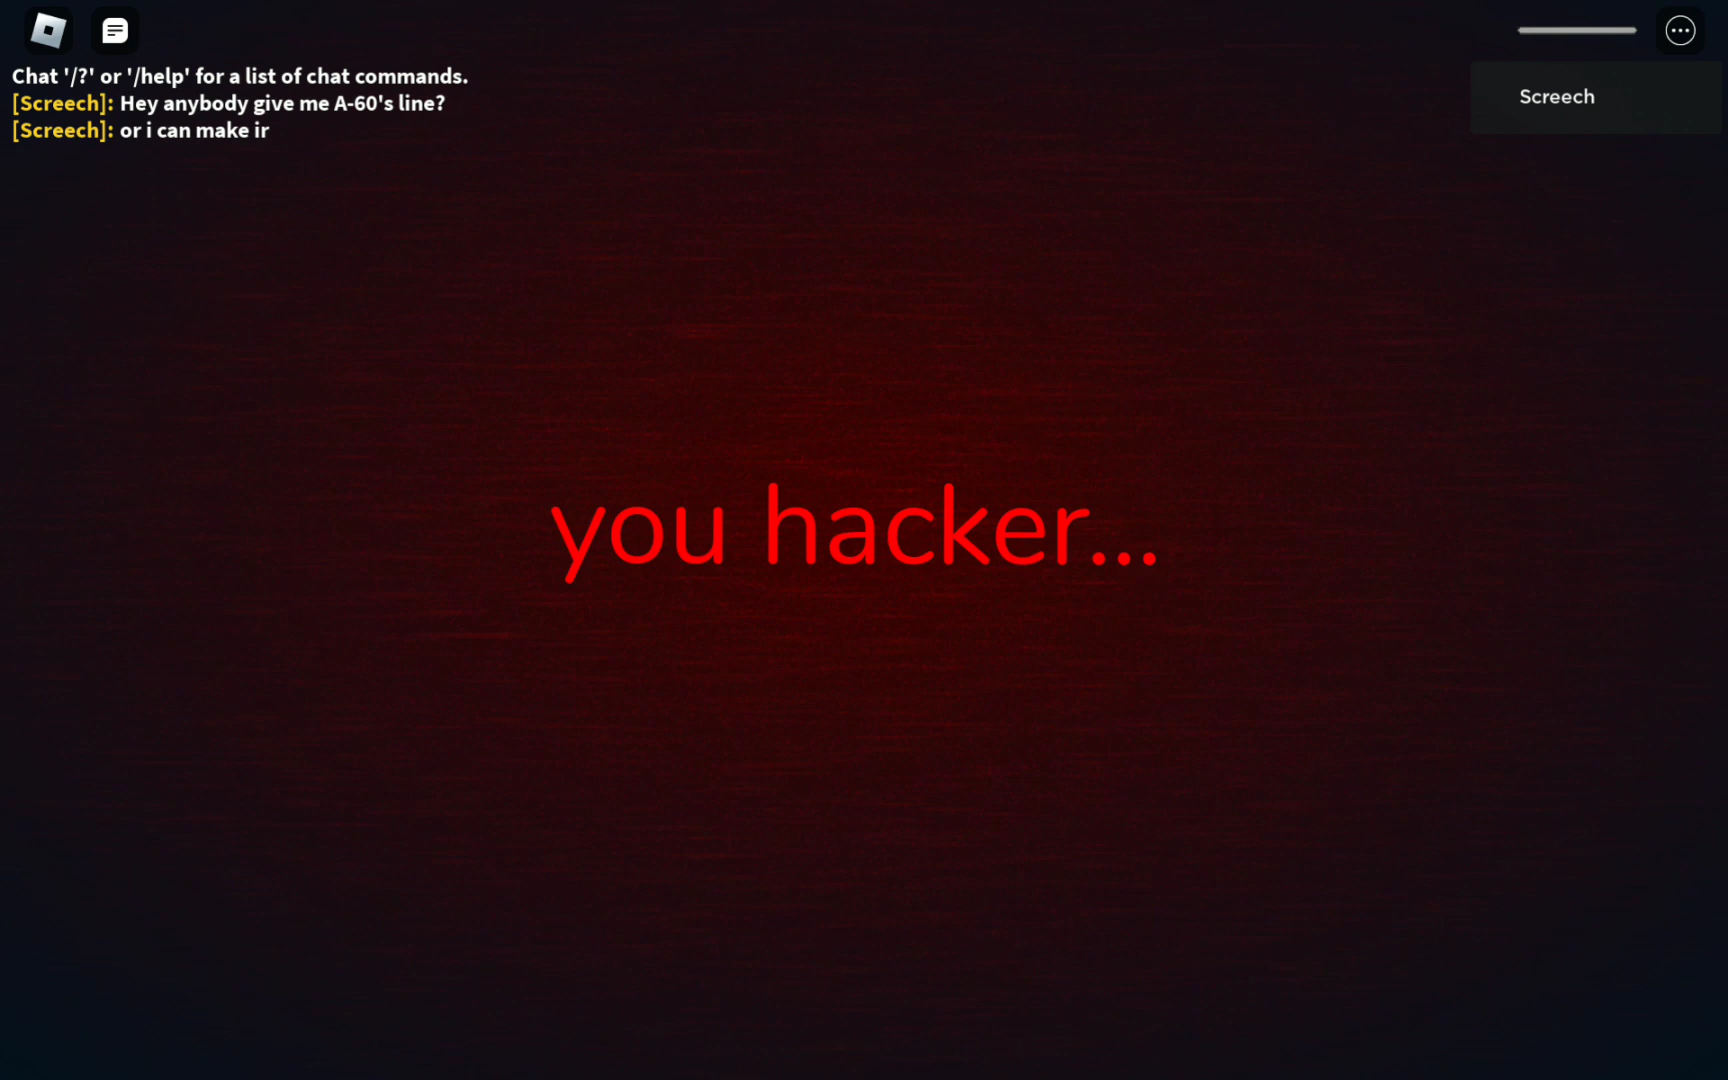 Chat '/?' or '/help' for a list of chat commands.
[Screech]: Hey anybody give me A-60's line?
[Screech]: or i can make ir
Screech
you hacker...